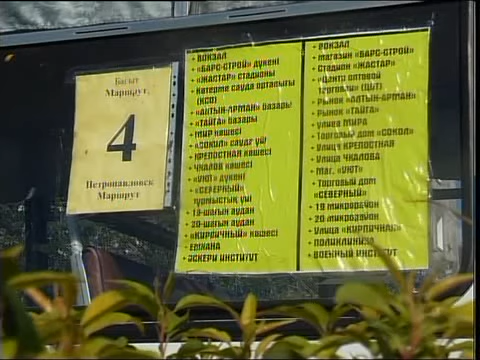 Бағыт
Маршрут
4
Петропавловск
Маршрут
• ВОКЗАЛ
• «БАРС-СТРОЙ» дүкені
• «ЖАСТАР» стадионы
• Көтерме сауда орталығы
(КСО)
• «АЛТЫН-АРМАН» базары
• «ТАЙГА» базары
• МИР көшесі
• «СОКОЛ» сауда үйі
• КРЕПОСТНАЯ көшесі
• ЧКАЛОВ көшесі
• «УЮТ» дүкені
• «СЕВЕРНЫЙ»
тұрмыстық үйі
• 19-шағын аудан
• 20-шағын аудан
• «КИРПИЧНЫЙ» көшесі
• ЕМХАНА
• ӘСКЕРИ ИНСТИТУТ
• ВОКЗАЛ
• магазин «БАРС-СТРОЙ»
• Стадион «ЖАСТАР»
• «Центр оптовой
торговли» (ЦОТ)
• Рынок «АЛТЫН-АРМАН»
• Рынок «ТАЙГА»
• улица МИРА
• Торговый дом «СОКОЛ»
• Улица КРЕПОСТНАЯ
• Улица ЧКАЛОВА
• Маг. «УЮТ»
• Торговый дом
«СЕВЕРНЫЙ»
• 19 микрорайон
• 20 микрорайон
• Улица «КИРПИЧНАЯ»
• ПОЛИКЛИНИКА
• ВОЕННЫЙ ИНСТИТУТ